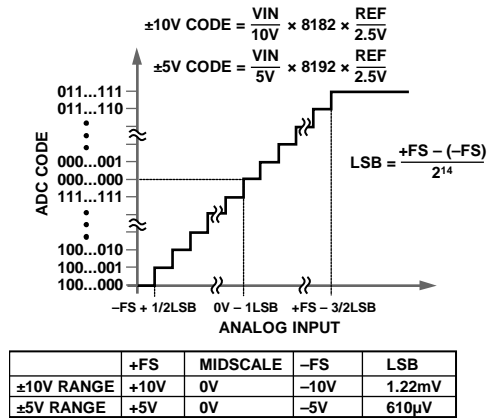 ±10V CODE = VIN/10V × 8182 × REF/2.5V
±5V CODE = VIN/5V × 8192 × REF/2.5V
ADC CODE
011...111
011...110
000...001
000...000
111...111
100...010
100...001
100...000
LSB = +FS – (–FS)/2¹⁴
–FS + 1/2LSB 0V – 1LSB +FS – 3/2LSB
ANALOG INPUT
+FS MIDSCALE –FS LSB
±10V RANGE +10V 0V –10V 1.22mV
±5V RANGE +5V 0V –5V 610µV